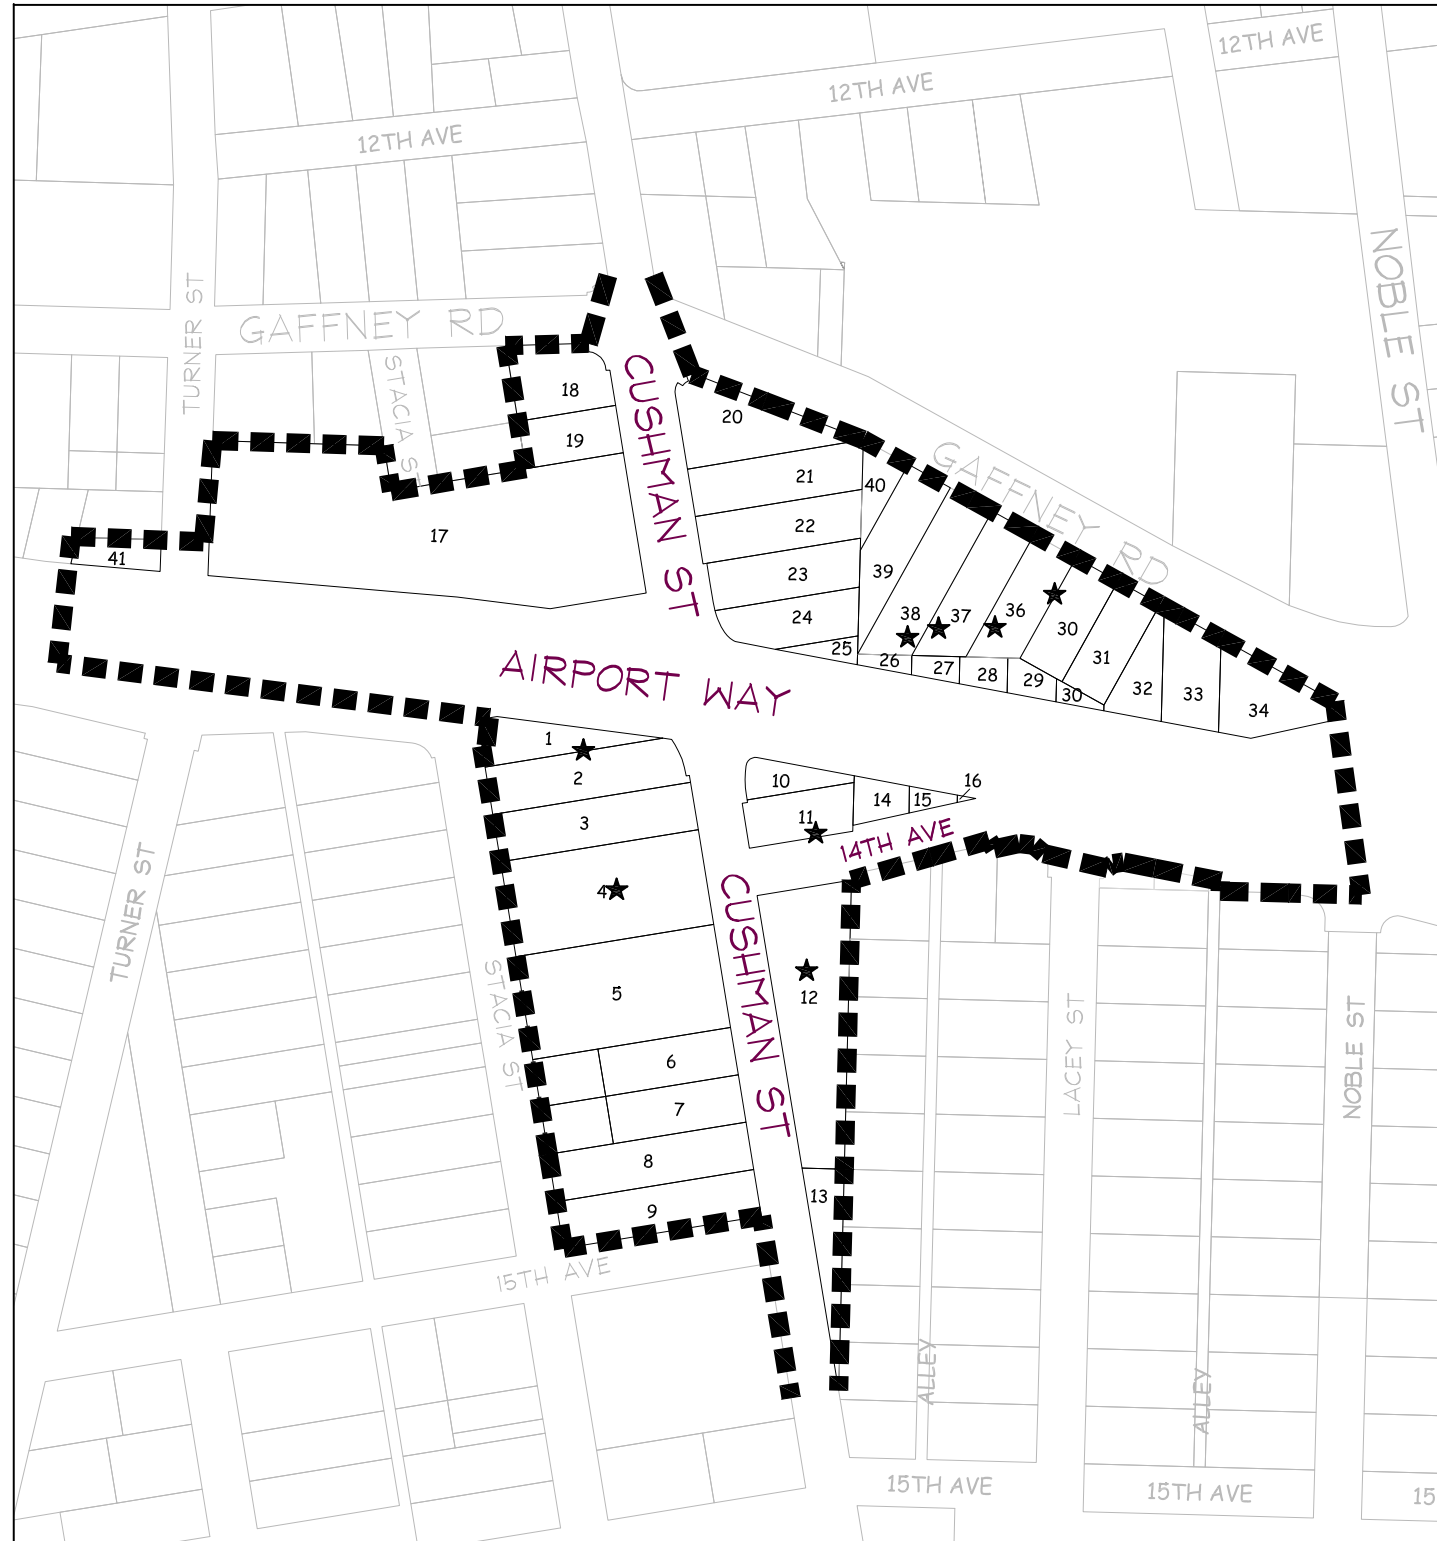 12TH AVE
12TH AVE
12TH AVE
NOBLE ST
TURNER ST
GAFFNEY RD
STACIA ST
CUSHMAN ST
GAFFNEY RD
18
19
20
21
22
23
24
25
40
39
38
37
36
30
31
32
33
34
26
27
28
29
30
17
41
AIRPORT WAY
1
2
3
4
5
6
7
8
9
10
11
14
15
16
14TH AVE
CUSHMAN ST
12
13
TURNER ST
STACIA ST
LACEY ST
NOBLE ST
15TH AVE
ALLEY
ALLEY
15TH AVE
15TH AVE
15